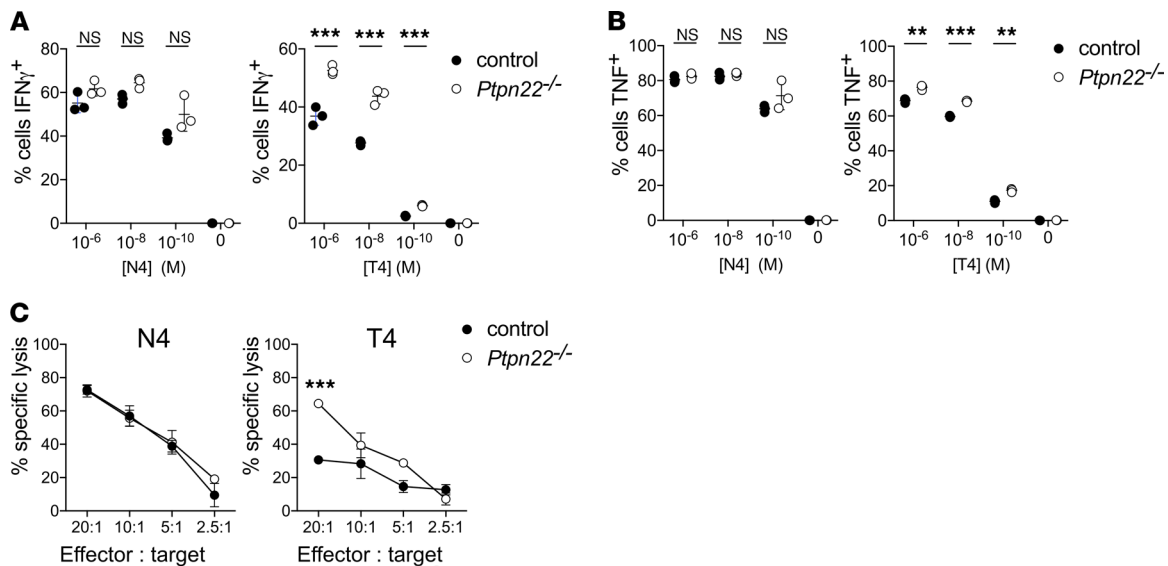 A
NS NS NS
80
60
40
20
0
% cells IFNγ+
10-6 10-8 10-10 0
[N4] (M)
*** *** ***
60
40
20
0
% cells IFNγ+
10-6 10-8 10-10 0
[T4] (M)
control
Ptpn22-/-
B
NS NS NS
100
80
60
40
20
0
% cells TNF+
10-6 10-8 10-10 0
[N4] (M)
** *** **
100
80
60
40
20
0
% cells TNF+
10-6 10-8 10-10 0
[T4] (M)
control
Ptpn22-/-
C
N4
100
80
60
40
20
0
% specific lysis
20:1 10:1 5:1 2.5:1
Effector : target
T4
***
100
80
60
40
20
0
% specific lysis
20:1 10:1 5:1 2.5:1
Effector : target
control
Ptpn22-/-